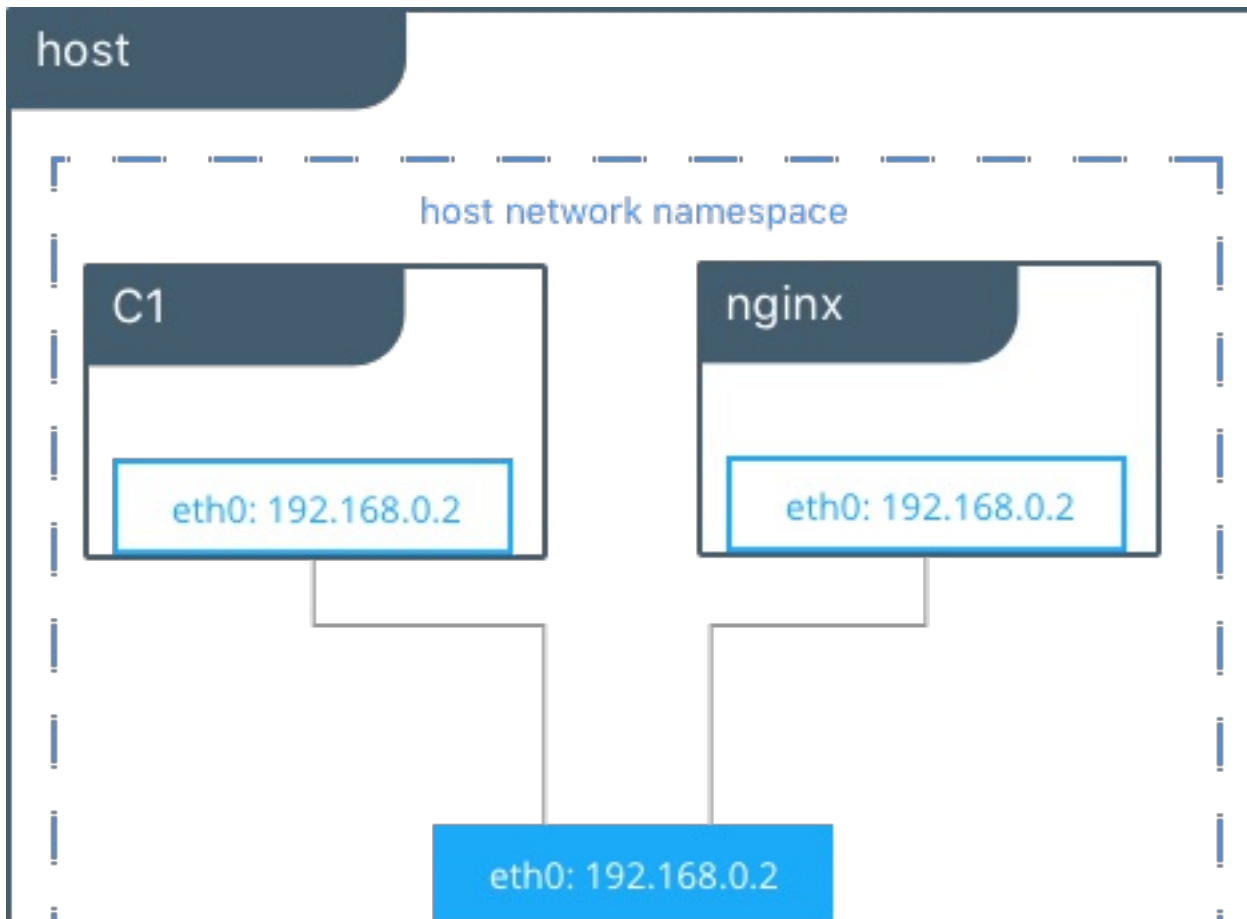 host
host network namespace
C1
nginx
eth0: 192.168.0.2
eth0: 192.168.0.2
eth0: 192.168.0.2